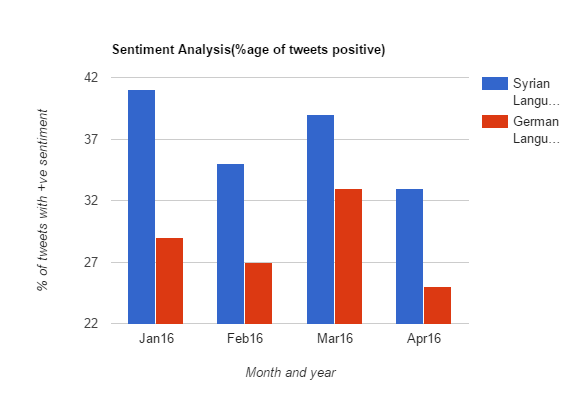 Sentiment Analysis(%age of tweets positive)
% of tweets with +ve sentiment
42
37
32
27
22
Jan16
Feb16
Mar16
Apr16
Month and year
Syrian
Langu...
German
Langu...